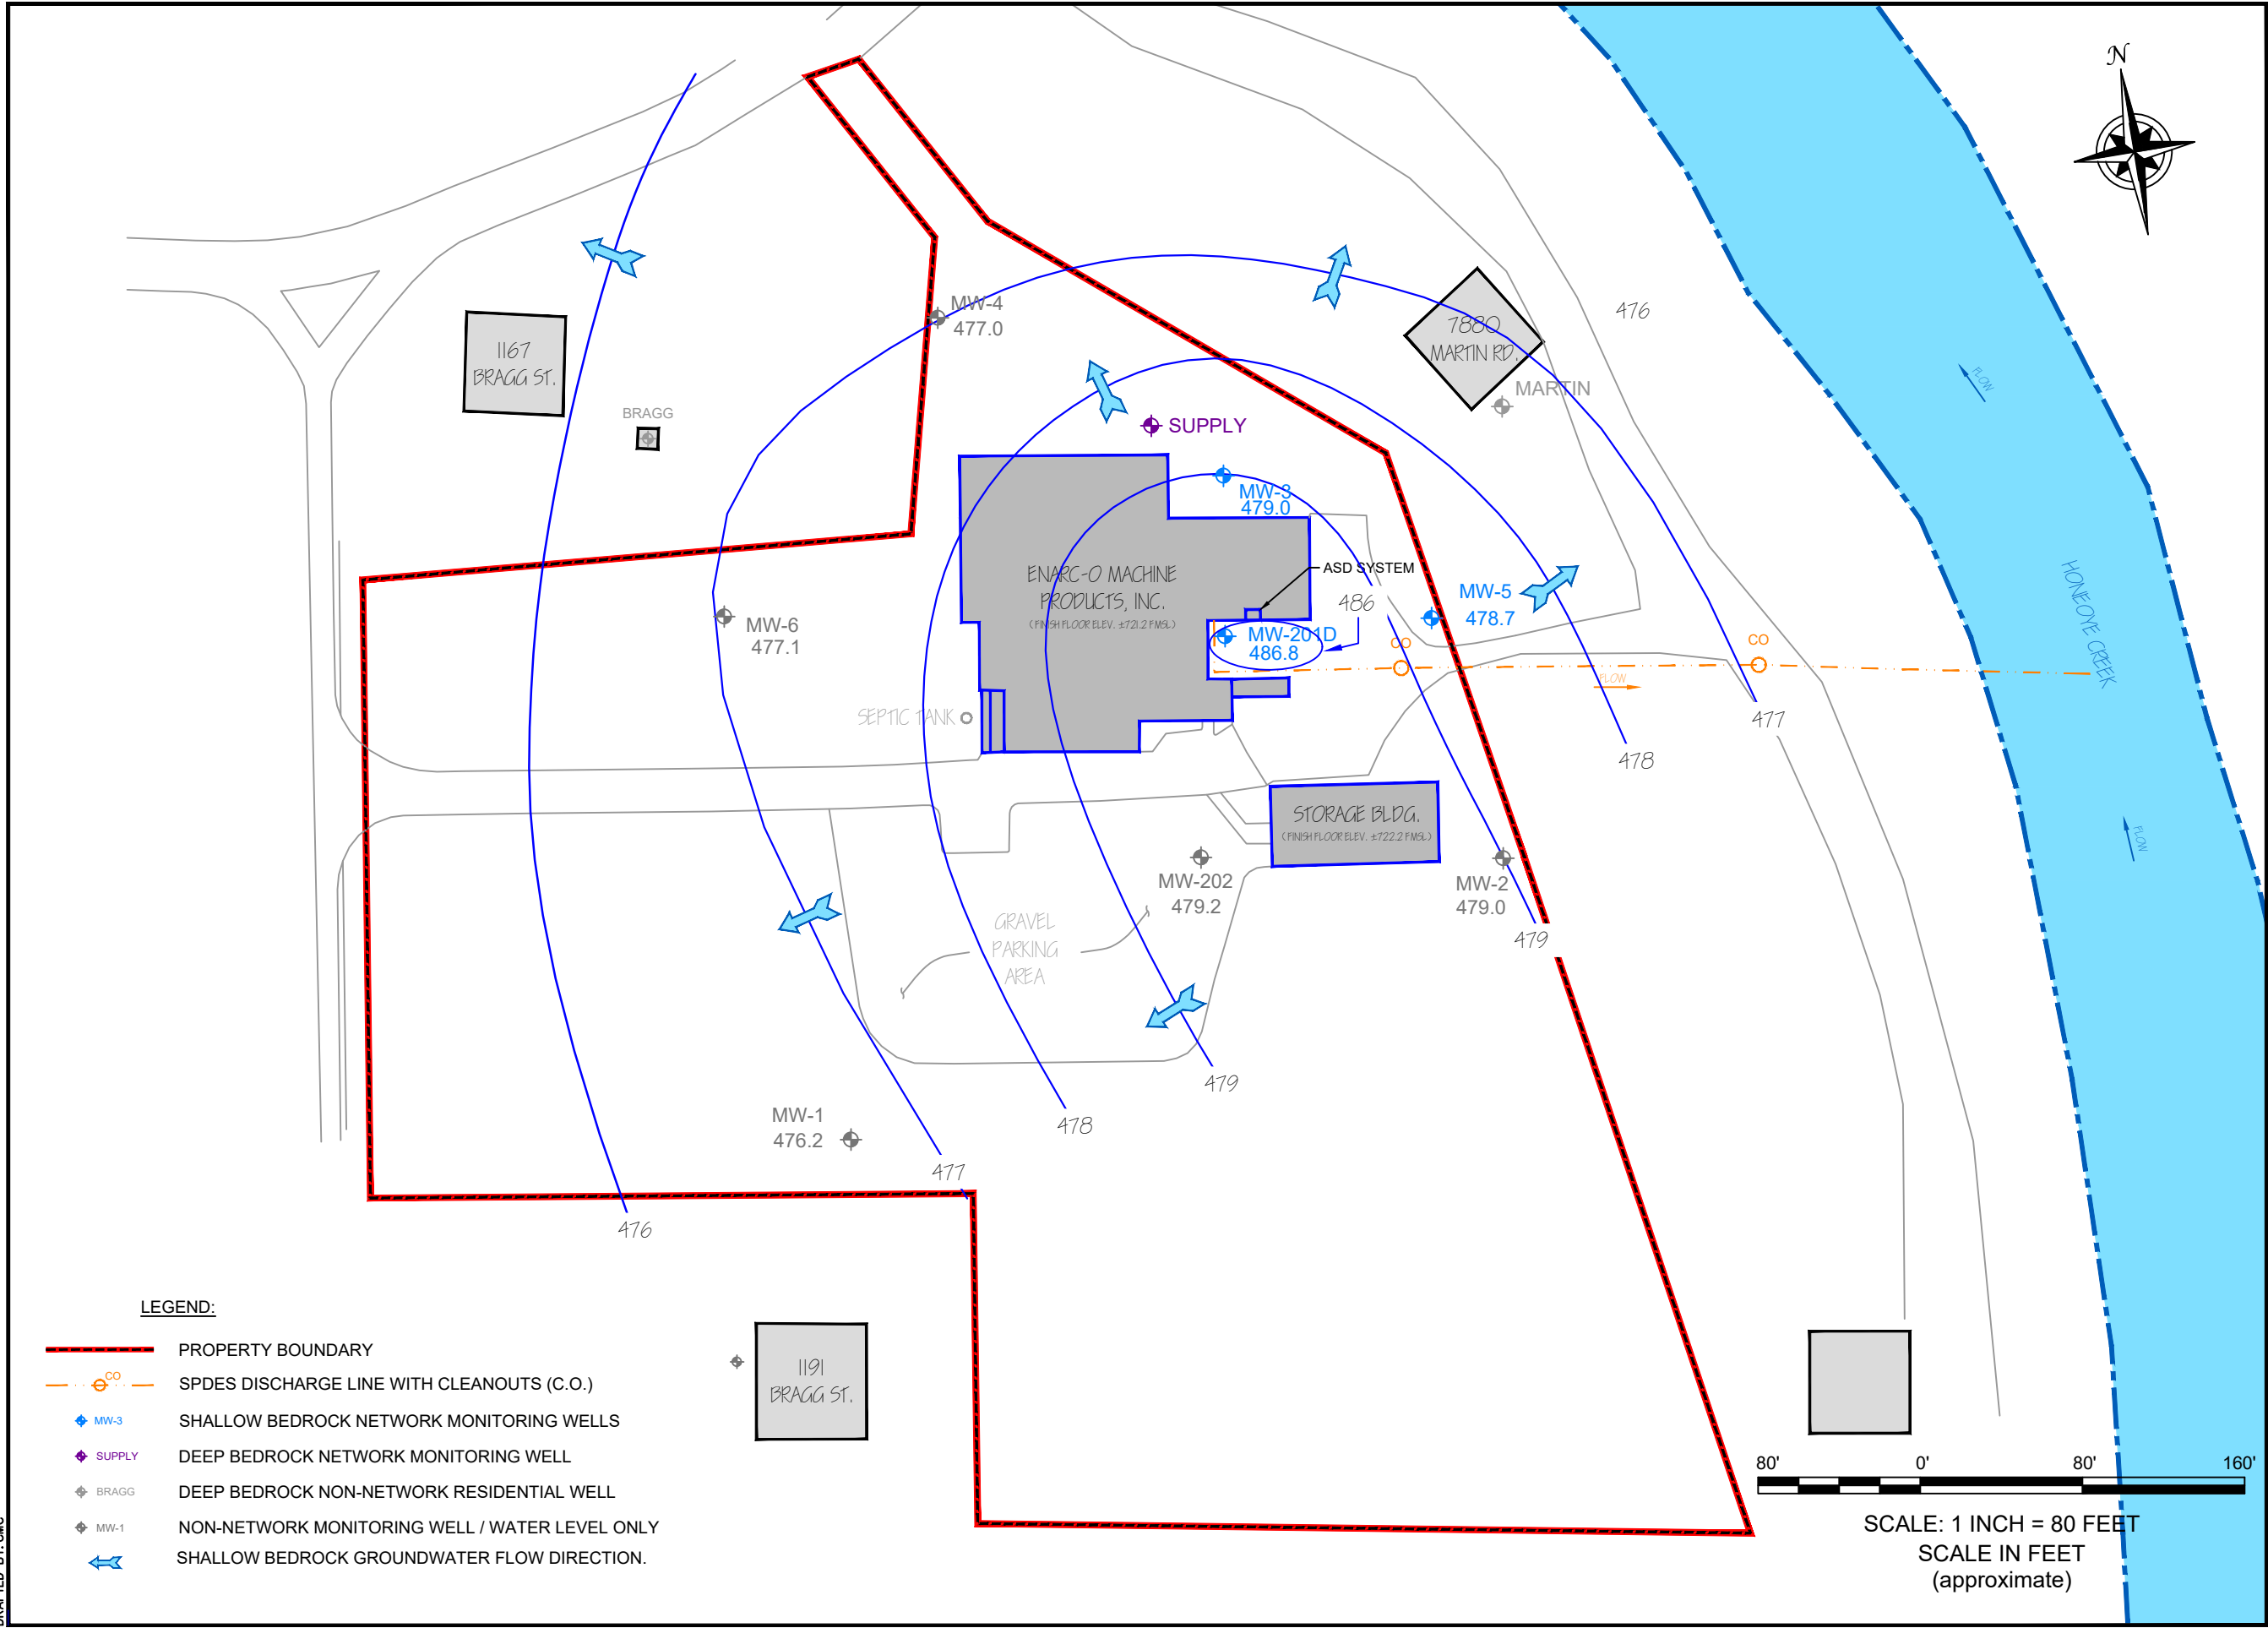 N
MW-4
477.0
476
7880
MARTIN RD.
MARTIN
FLOW
1167
BRAGG ST.
BRAGG
SUPPLY
MW-3
479.0
ENARC-O MACHINE
PRODUCTS, INC.
(FINISH FLOOR ELEV. ±721.2 FMSL)
ASD SYSTEM
486
MW-5
478.7
HONEOYE CREEK
MW-6
477.1
MW-201D
486.8
CO
CO
FLOW
SEPTIC TANK
477
478
FLOW
STORAGE BLDG.
(FINISH FLOOR ELEV. ±722.2 FMSL)
MW-202
479.2
MW-2
479.0
GRAVEL
PARKING
AREA
479
479
478
MW-1
476.2
477
476
LEGEND:
PROPERTY BOUNDARY
CO
SPDES DISCHARGE LINE WITH CLEANOUTS (C.O.)
MW-3 SHALLOW BEDROCK NETWORK MONITORING WELLS
SUPPLY DEEP BEDROCK NETWORK MONITORING WELL
BRAGG DEEP BEDROCK NON-NETWORK RESIDENTIAL WELL
MW-1 NON-NETWORK MONITORING WELL / WATER LEVEL ONLY
SHALLOW BEDROCK GROUNDWATER FLOW DIRECTION.
1191
BRAGG ST.
80' 0' 80' 160'
SCALE: 1 INCH = 80 FEET
SCALE IN FEET
(approximate)